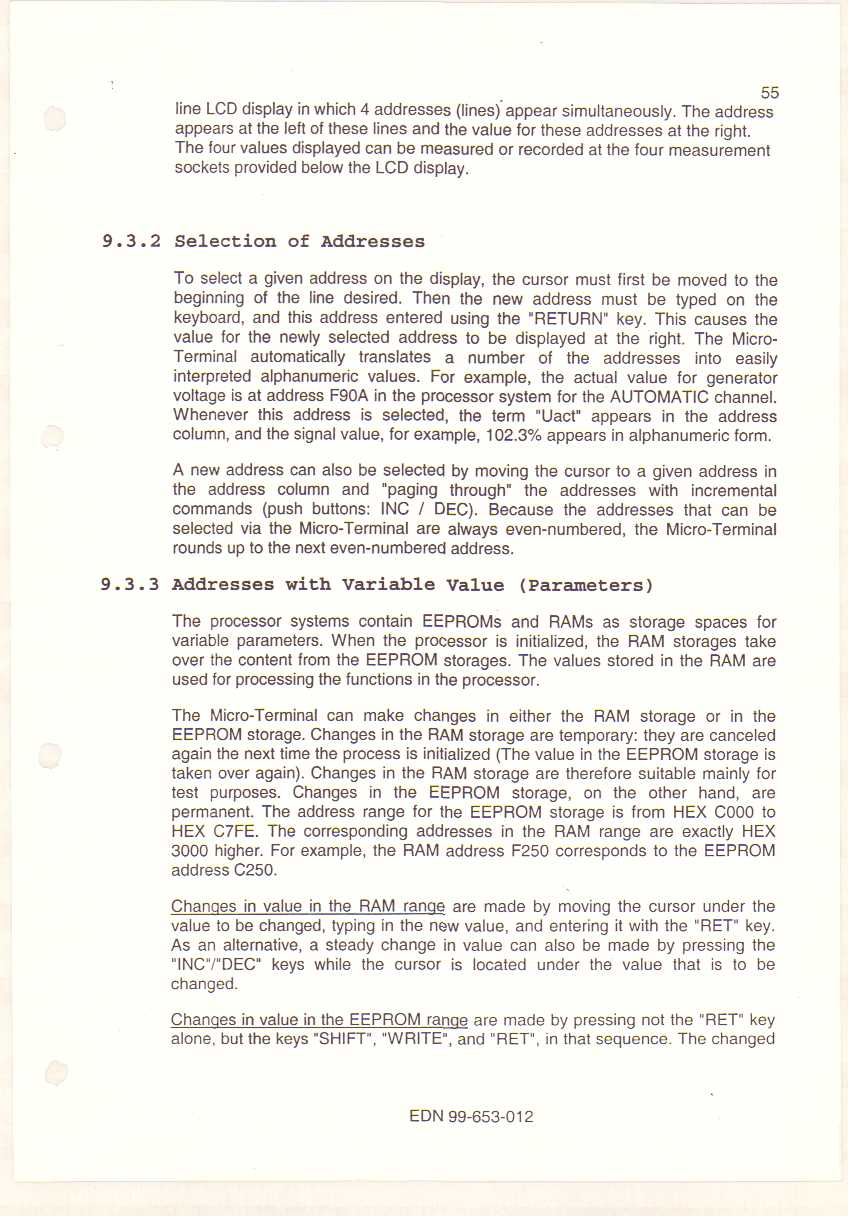 55
line LCD display in which 4 addresses (lines) appear simultaneously. The address
appears at the left of these lines and the value for these addresses at the right.
The four values displayed can be measured or recorded at the four measurement
sockets provided below the LCD display.
9.3.2 Selection of Addresses
To select a given address on the display, the cursor must first be moved to the
beginning of the line desired. Then the new address must be typed on the
keyboard, and this address entered using the "RETURN" key. This causes the
value for the newly selected address to be displayed at the right. The Micro-
Terminal automatically translates a number of the addresses into easily
interpreted alphanumeric values. For example, the actual value for generator
voltage is at address F90A in the processor system for the AUTOMATIC channel.
Whenever this address is selected, the term "Uact" appears in the address
column, and the signal value, for example, 102.3% appears in alphanumeric form.
A new address can also be selected by moving the cursor to a given address in
the address column and "paging through" the addresses with incremental
commands (push buttons: INC / DEC). Because the addresses that can be
selected via the Micro-Terminal are always even-numbered, the Micro-Terminal
rounds up to the next even-numbered address.
9.3.3 Addresses with Variable Value (Parameters)
The processor systems contain EEPROMs and RAMs as storage spaces for
variable parameters. When the processor is initialized, the RAM storages take
over the content from the EEPROM storages. The values stored in the RAM are
used for processing the functions in the processor.
The Micro-Terminal can make changes in either the RAM storage or in the
EEPROM storage. Changes in the RAM storage are temporary: they are canceled
again the next time the process is initialized (The value in the EEPROM storage is
taken over again). Changes in the RAM storage are therefore suitable mainly for
test purposes. Changes in the EEPROM storage, on the other hand, are
permanent. The address range for the EEPROM storage is from HEX C000 to
HEX C7FE. The corresponding addresses in the RAM range are exactly HEX
3000 higher. For example, the RAM address F250 corresponds to the EEPROM
address C250.
Changes in value in the RAM range are made by moving the cursor under the
value to be changed, typing in the new value, and entering it with the "RET" key.
As an alternative, a steady change in value can also be made by pressing the
"INC"/"DEC" keys while the cursor is located under the value that is to be
changed.
Changes in value in the EEPROM range are made by pressing not the "RET" key
alone, but the keys "SHIFT", "WRITE", and "RET", in that sequence. The changed
EDN 99-653-012